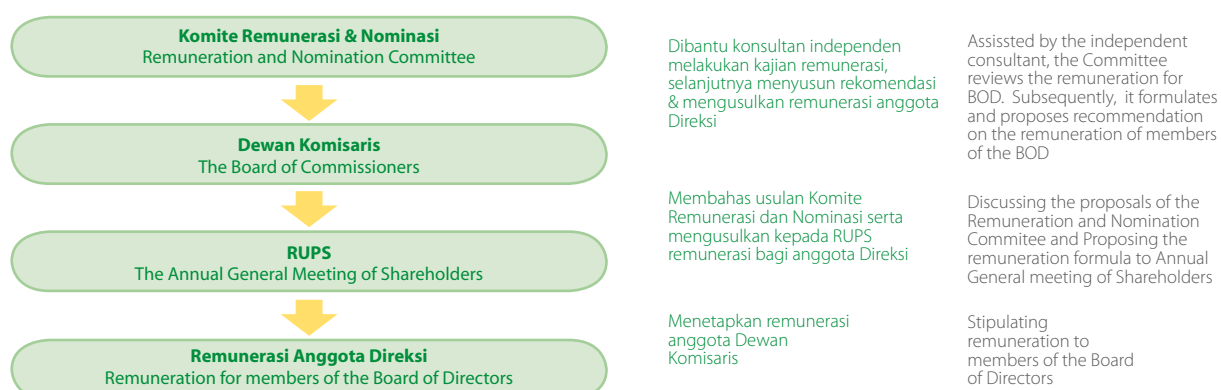 Komite Remunerasi & Nominasi
Remuneration and Nomination Committee
Dewan Komisaris
The Board of Commissioners
RUPS
The Annual General Meeting of Shareholders
Remunerasi Anggota Direksi
Remuneration for members of the Board of Directors
Dibantu konsultan independen
melakukan kajian remunerasi,
selanjutnya menyusun rekomendasi
& mengusulkan remunerasi anggota
Direksi
Assissted by the independent
consultant, the Committee
reviews the remuneration for
BOD. Subsequently, it formulates
and proposes recommendation
on the remuneration of members
of the BOD
Membahas usulan Komite
Remunerasi dan Nominasi serta
mengusulkan kepada RUPS
remunerasi bagi anggota Direksi
Discussing the proposals of the
Remuneration and Nomination
Commitee and Proposing the
remuneration formula to Annual
General meeting of Shareholders
Menetapkan remunerasi
anggota Dewan
Komisaris
Stipulating
remuneration to
members of the Board
of Directors